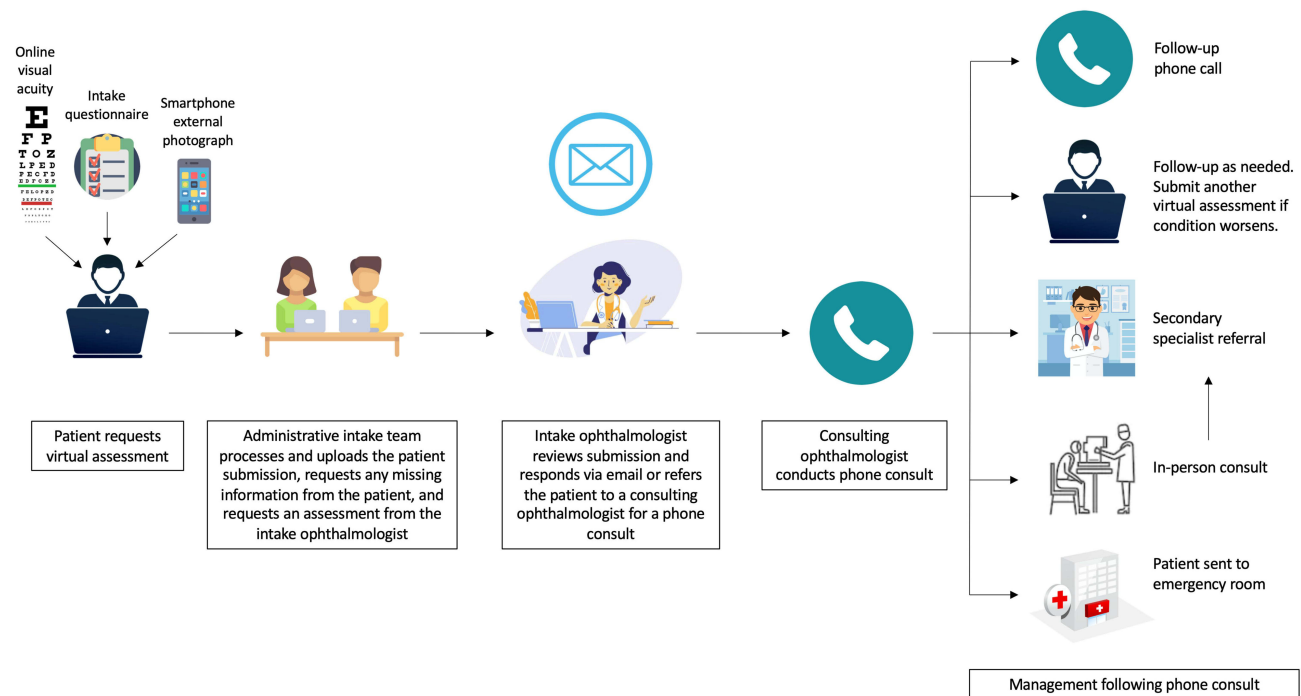 Online
visual
acuity
Intake
questionnaire
Smartphone
external
photograph
E
F P
T O Z
L P E D
P E C F D
E D F C Z P
F E L O P Z D
D E F P O T E C
Follow-up
phone call
Follow-up as needed.
Submit another
virtual assessment if
condition worsens.
Secondary
specialist referral
In-person consult
Patient sent to
emergency room
Patient requests
virtual assessment
Administrative intake team
processes and uploads the patient
submission, requests any missing
information from the patient, and
requests an assessment from the
intake ophthalmologist
Intake ophthalmologist
reviews submission and
responds via email or refers
the patient to a consulting
ophthalmologist for a phone
consult
Consulting
ophthalmologist
conducts phone consult
Management following phone consult